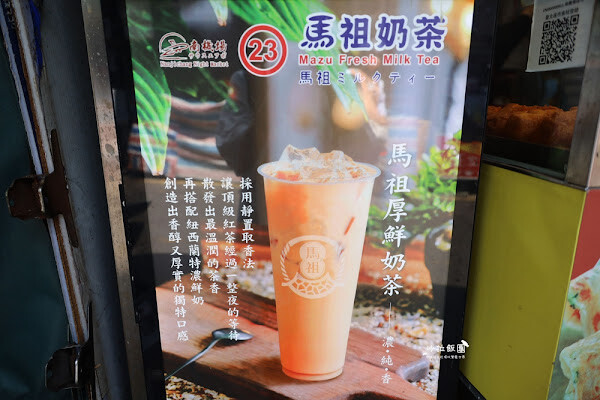 南機場
Nanjichang Night Market
23
馬祖奶茶
Mazu Fresh Milk Tea
馬祖ミルクティー
馬祖厚鮮奶茶
濃·純·香
採用靜置取香法
讓頂級紅茶經過一整夜的等待
散發出最溫潤的茶香
再搭配紐西蘭特濃鮮奶
創造出香醇又厚實的獨特口感
馬祖